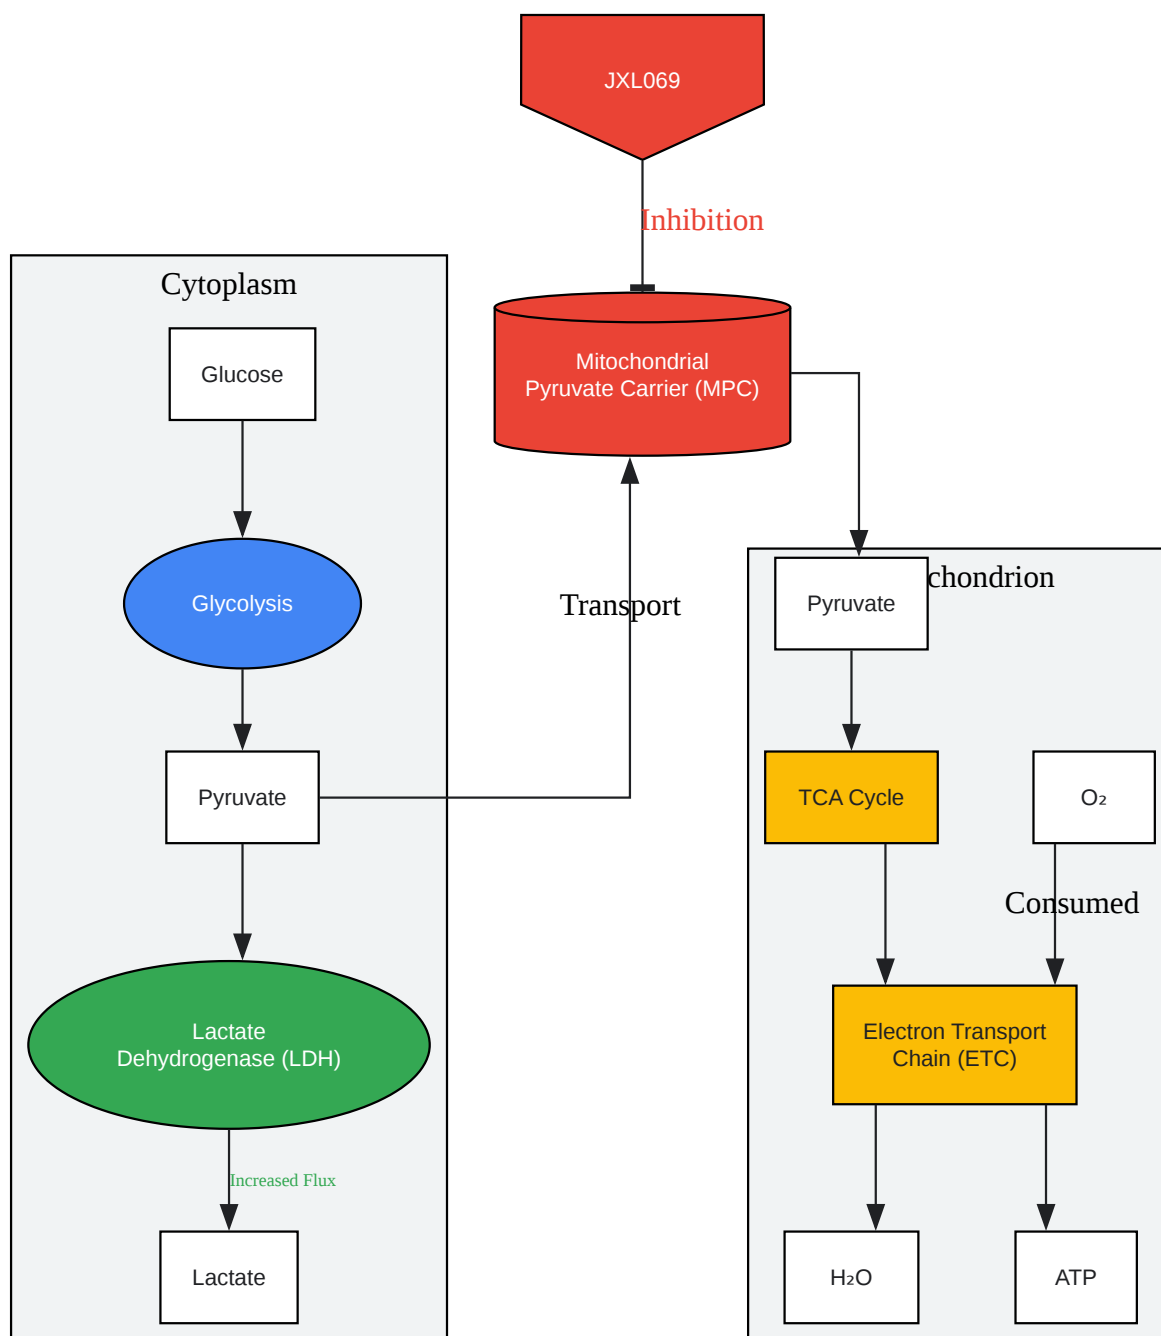 JXL069
Inhibition
Cytoplasm
Glucose
Mitochondrial
Pyruvate Carrier (MPC)
Glycolysis
Transport
Pyruvate
chondrion
Pyruvate
TCA Cycle
O₂
Consumed
Lactate
Dehydrogenase (LDH)
Electron Transport
Chain (ETC)
Increased Flux
Lactate
H₂O
ATP